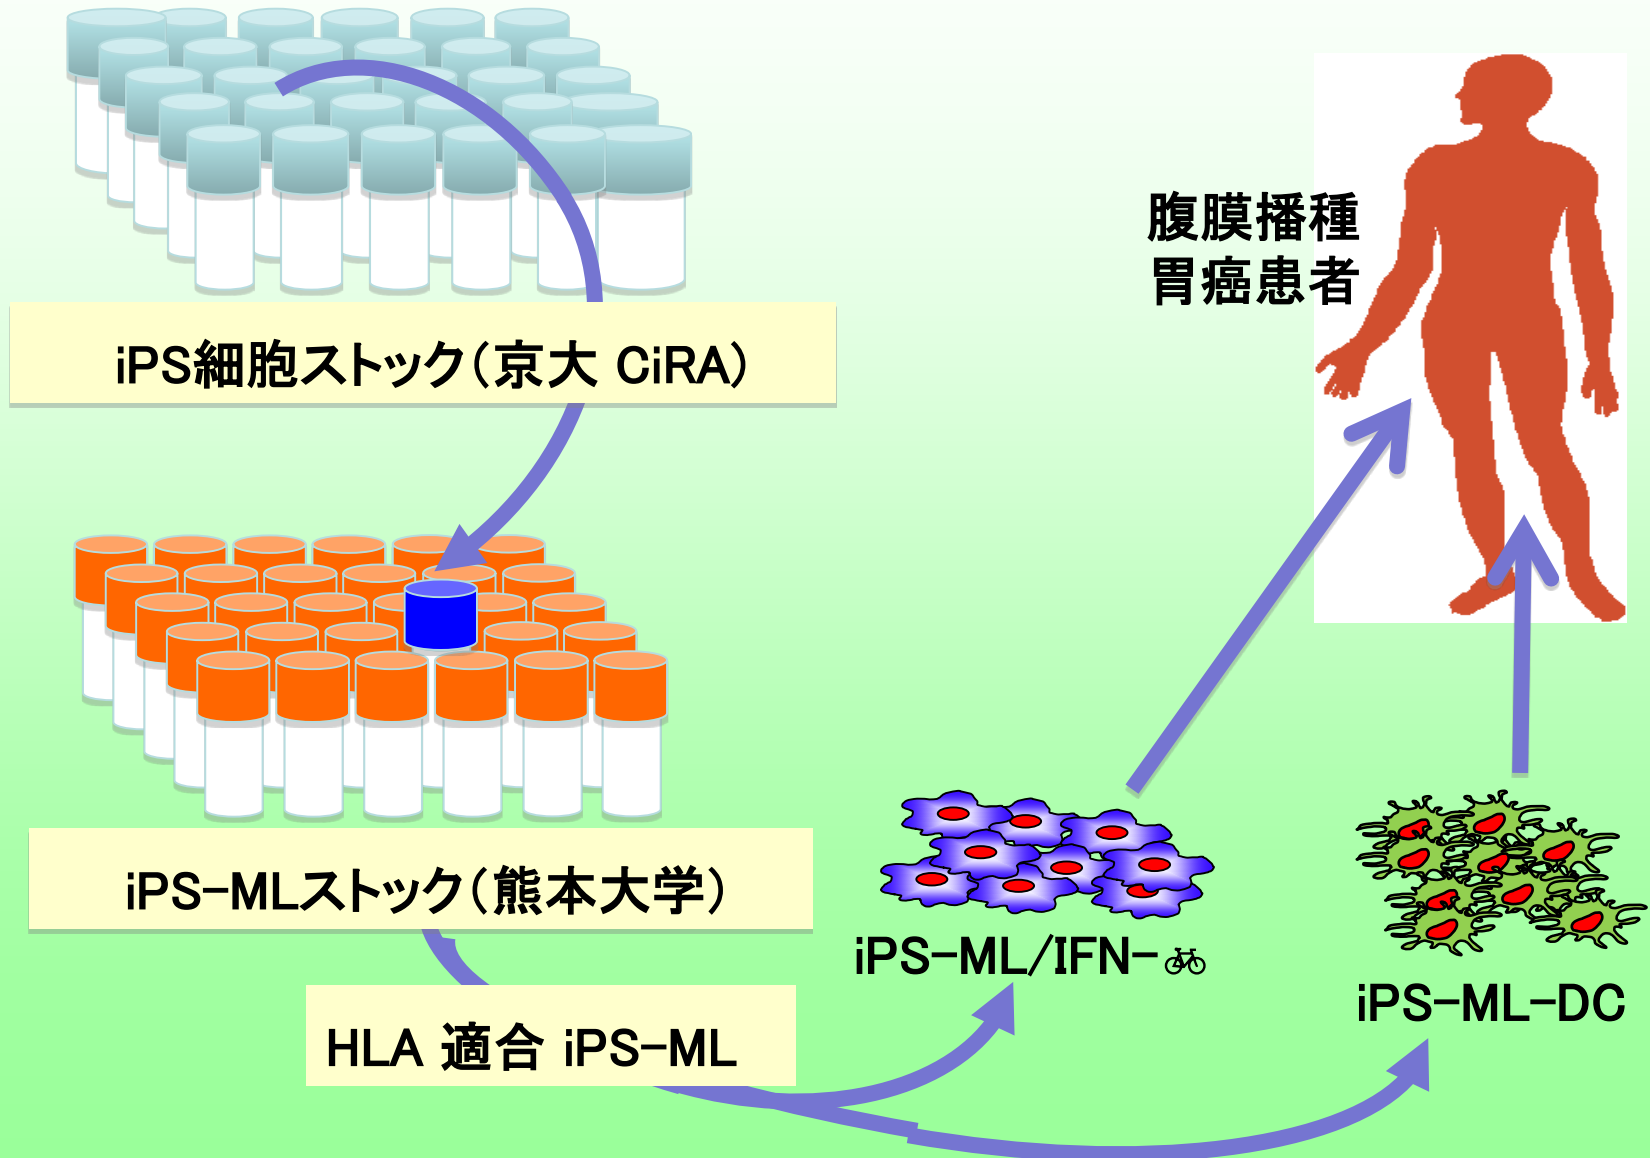 腹膜播種
胃癌患者
iPS細胞ストック(京大 CiRA)
iPS-MLストック(熊本大学)
iPS-ML/IFN-🚲
iPS-ML-DC
HLA 適合 iPS-ML